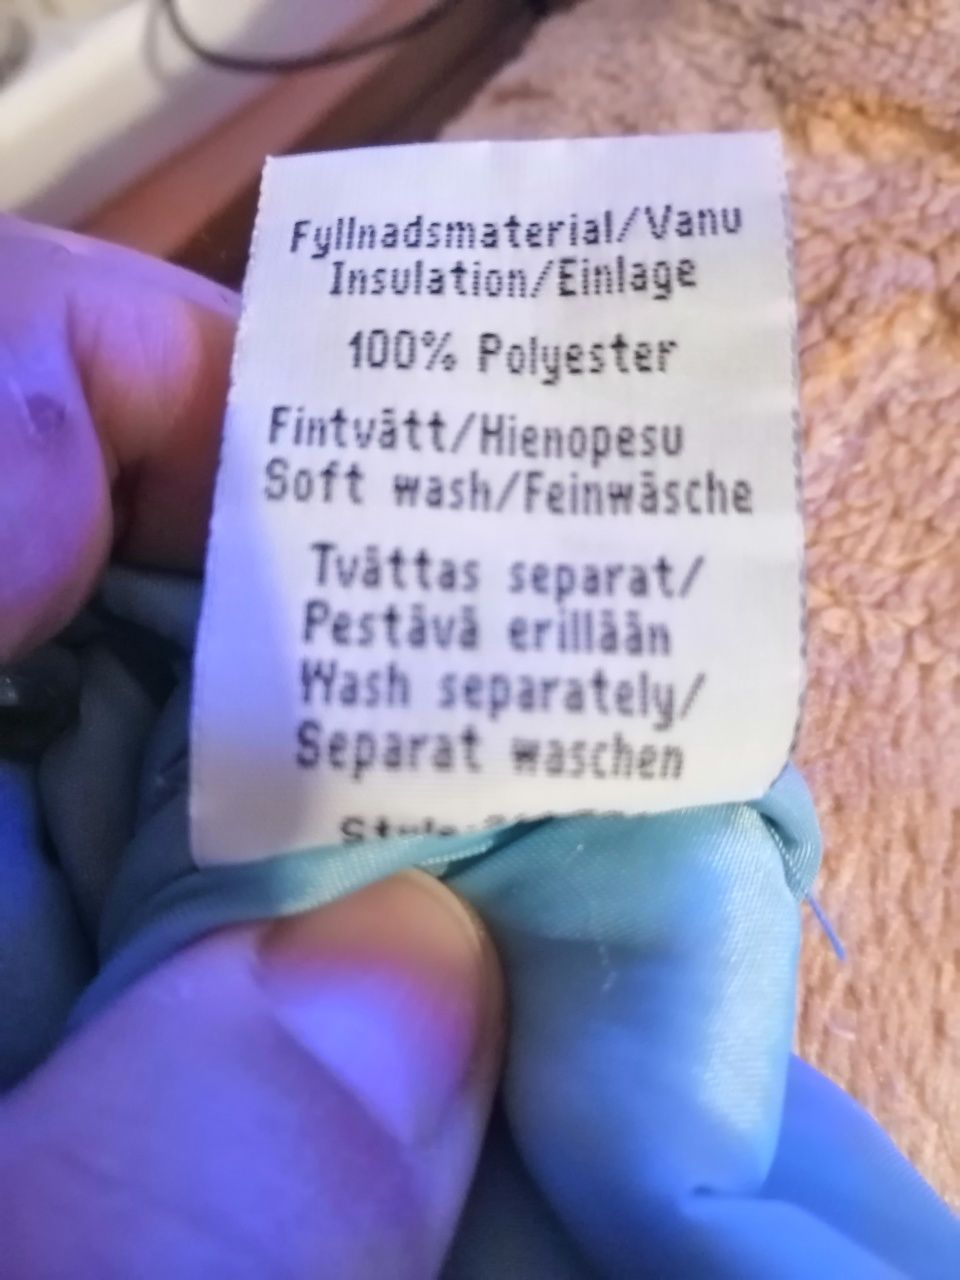 Fyllnadsmaterial/Vanu
Insulation/Einlage
100% Polyester
Fintvätt/Hienopesu
Soft wash/Feinwäsche
Tvättas separat/
Pestävä erillään
Wash separately/
Separat waschen
Style: